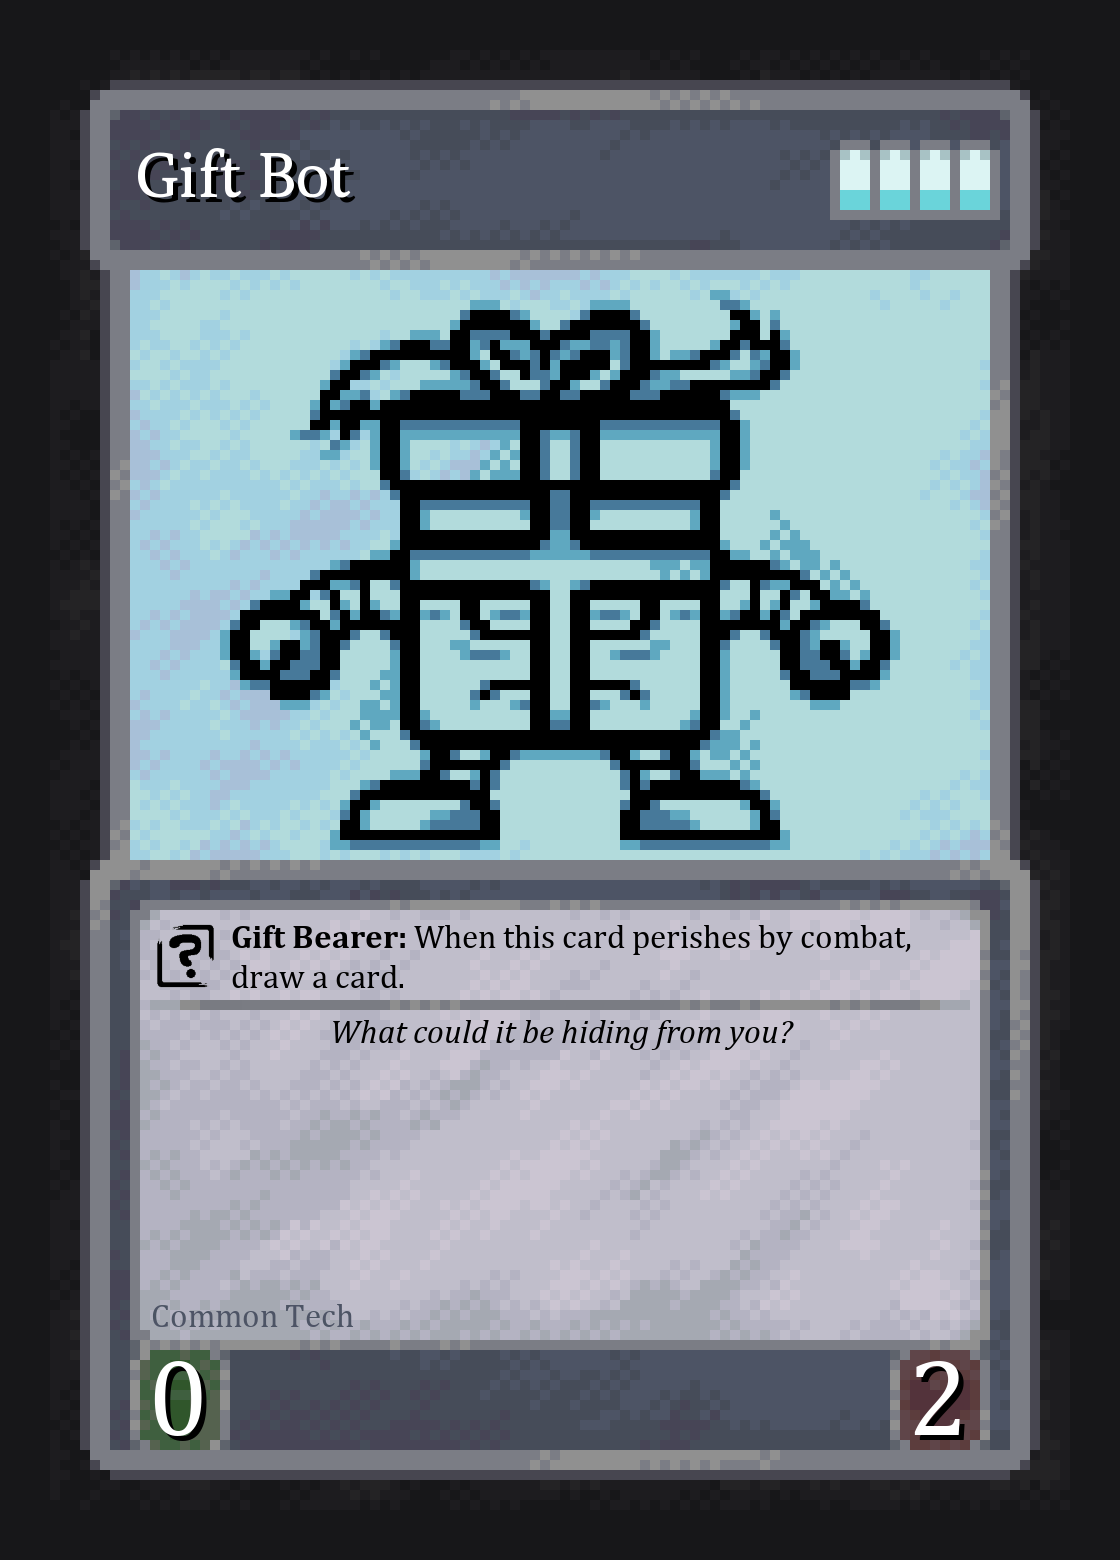 Gift Bot
? Gift Bearer: When this card perishes by combat,
draw a card.
What could it be hiding from you?
Common Tech
0
2